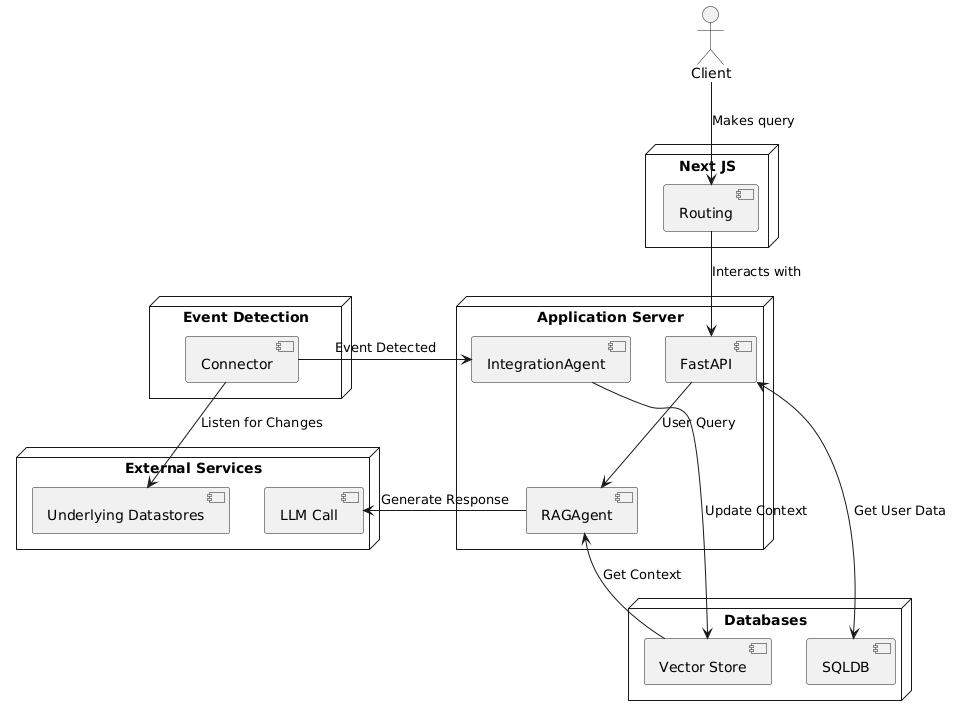 Client
Makes query
Next JS
Routing
Interacts with
Event Detection
Connector
Event Detected
Application Server
IntegrationAgent
FastAPI
Listen for Changes
User Query
External Services
Underlying Datastores
LLM Call
Generate Response
RAGAgent
Update Context
Get User Data
Get Context
Databases
Vector Store
SQLDB